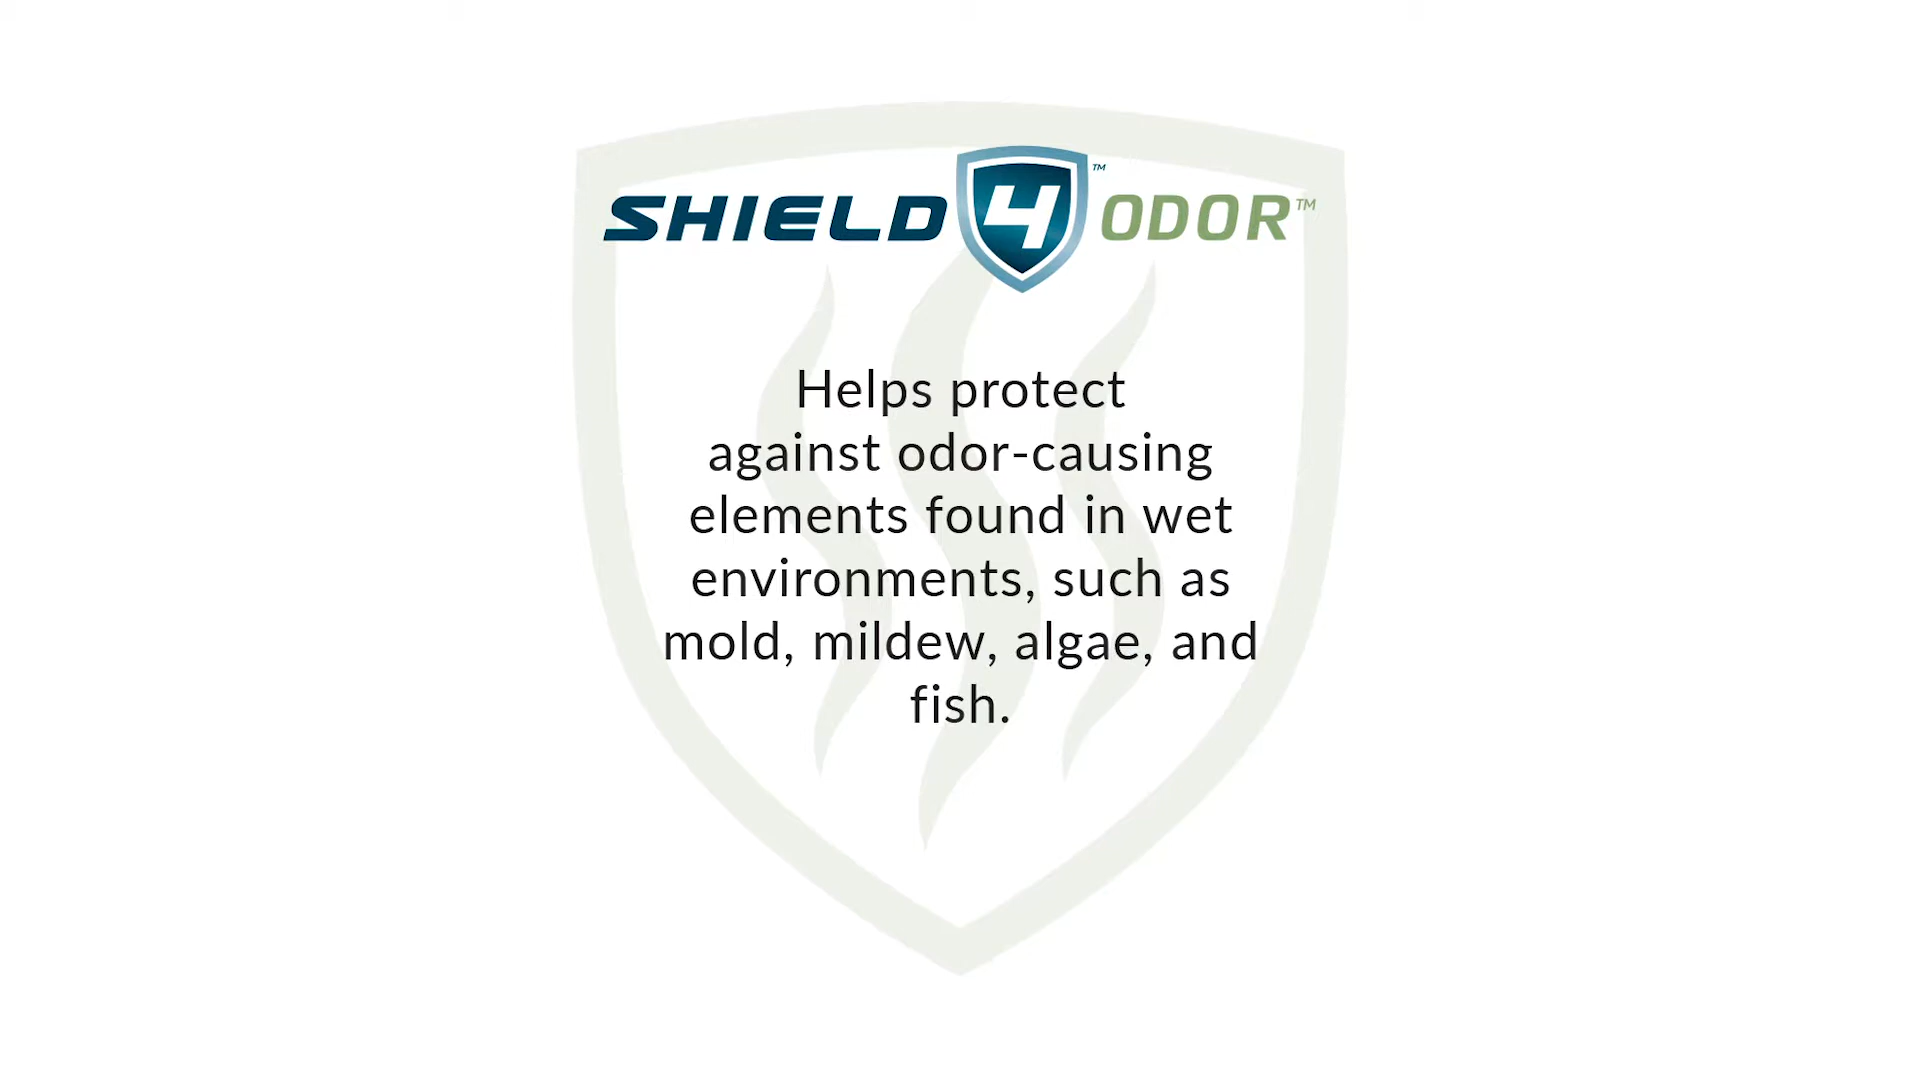 SHIELD 4™ ODOR™
Helps protect
against odor-causing
elements found in wet
environments, such as
mold, mildew, algae, and
fish.